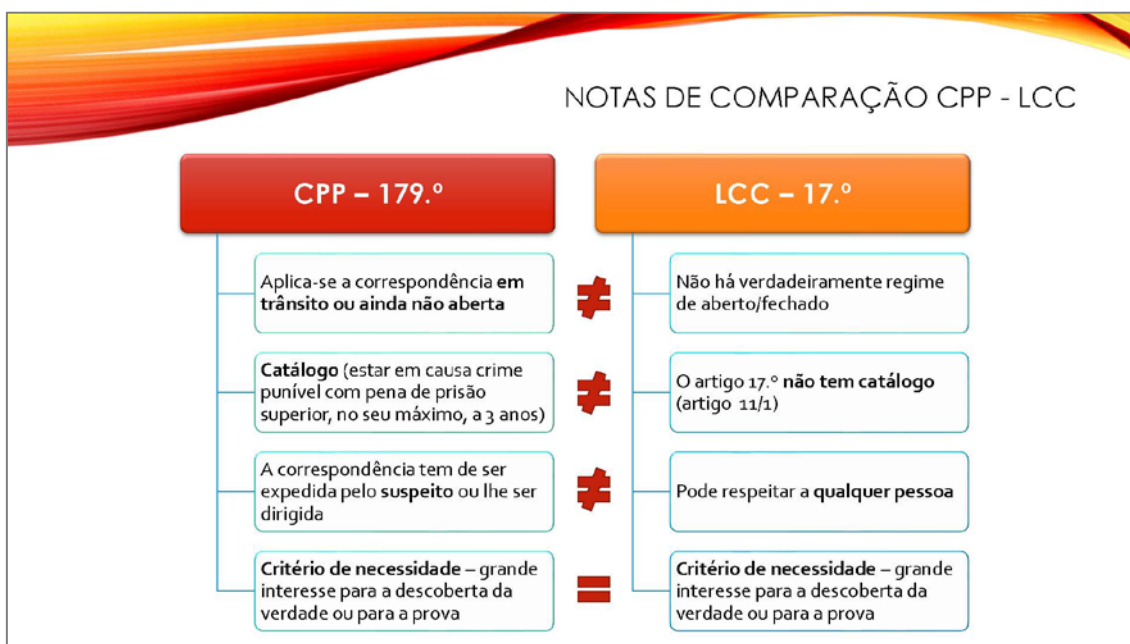 NOTAS DE COMPARAÇÃO CPP - LCC
CPP – 179.º
LCC – 17.º
Aplica-se a correspondência em
trânsito ou ainda não aberta
≠
Não há verdadeiramente regime
de aberto/fechado
Catálogo (estar em causa crime
punível com pena de prisão
superior, no seu máximo, a 3 anos)
≠
O artigo 17.º não tem catálogo
(artigo 11/1)
A correspondência tem de ser
expedida pelo suspeito ou lhe ser
dirigida
≠
Pode respeitar a qualquer pessoa
Critério de necessidade – grande
interesse para a descoberta da
verdade ou para a prova
=
Critério de necessidade – grande
interesse para a descoberta da
verdade ou para a prova